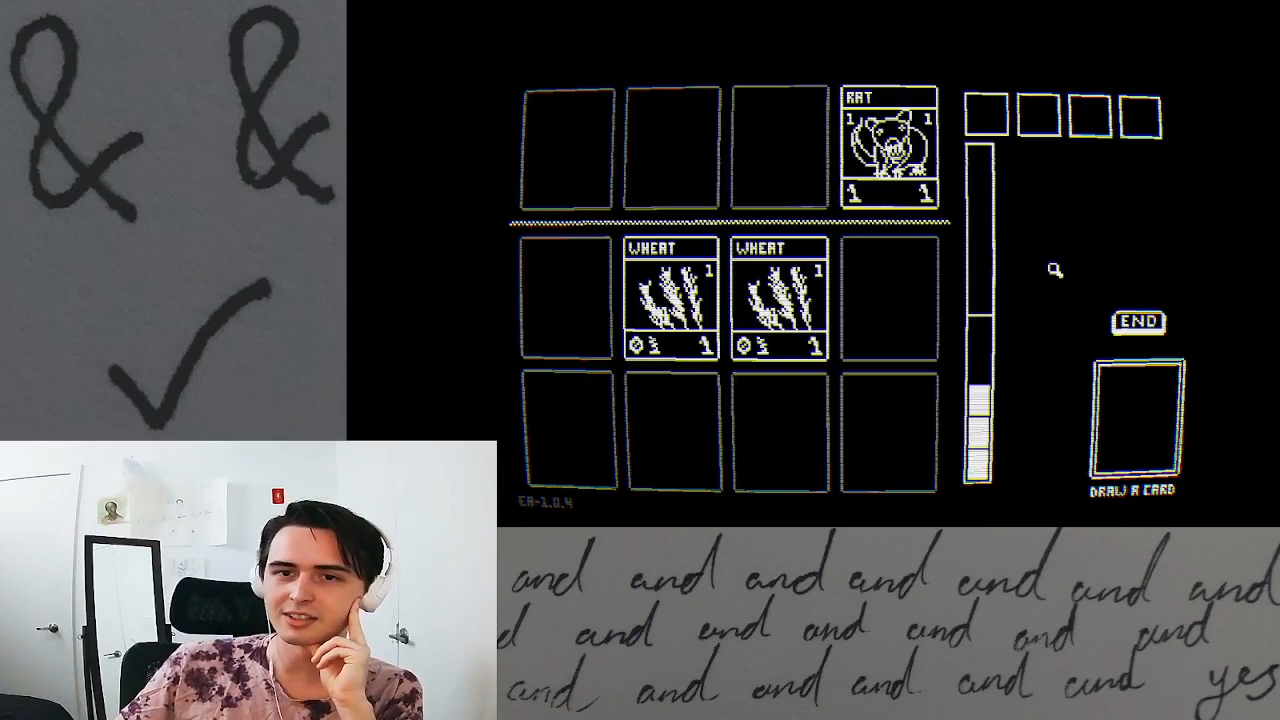 & &
✓
RAT
1 1
1 1
WHEAT WHEAT
1 1
0 1 0 1
END
DRAW A CARD
EA-1.0.4
and and and and and and and
and and and and and and
and and and and and and yes